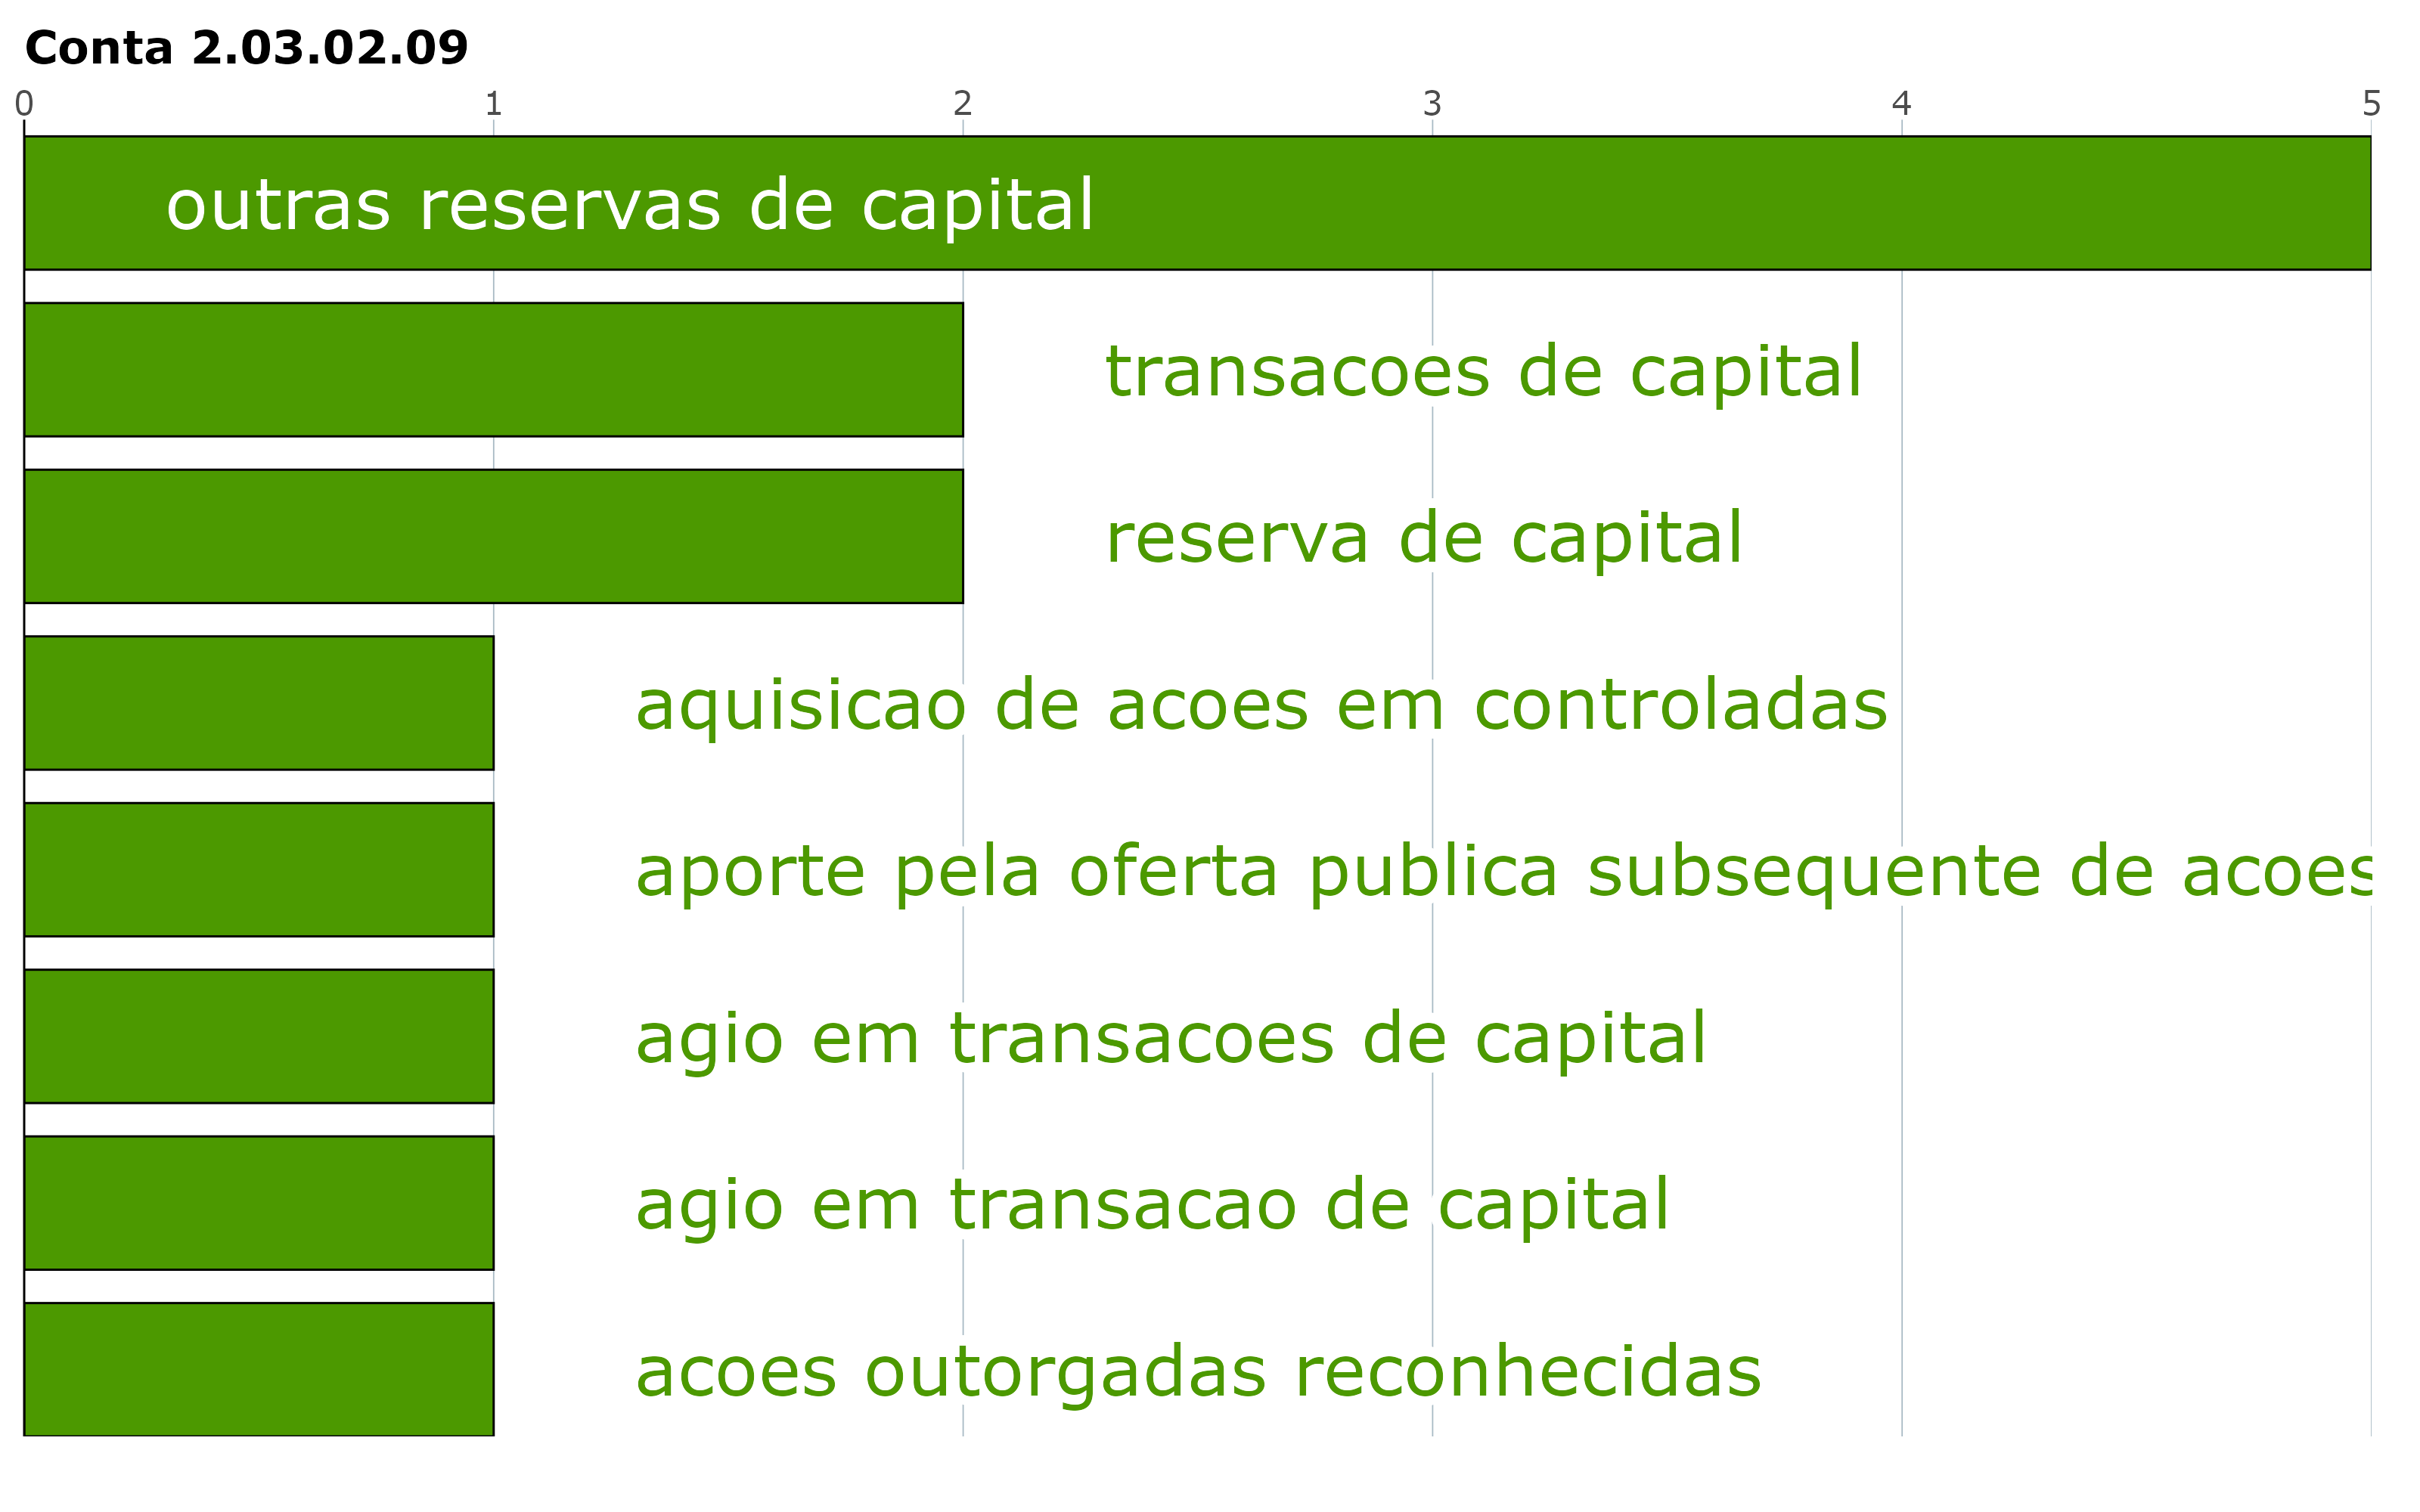 Conta 2.03.02.09
0 1 2 3 4 5
outras reservas de capital
transacoes de capital
reserva de capital
aquisicao de acoes em controladas
aporte pela oferta publica subsequente de acoes
agio em transacoes de capital
agio em transacao de capital
acoes outorgadas reconhecidas